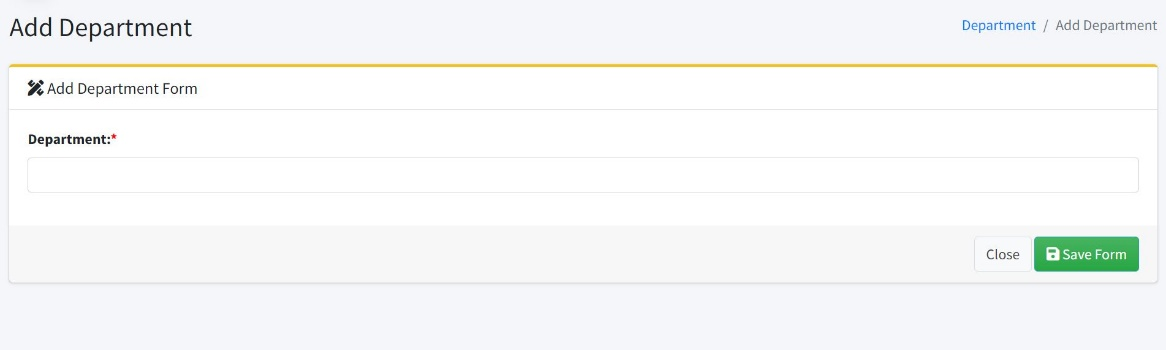 Add Department
Department / Add Department
Add Department Form
Department:*
Close
Save Form